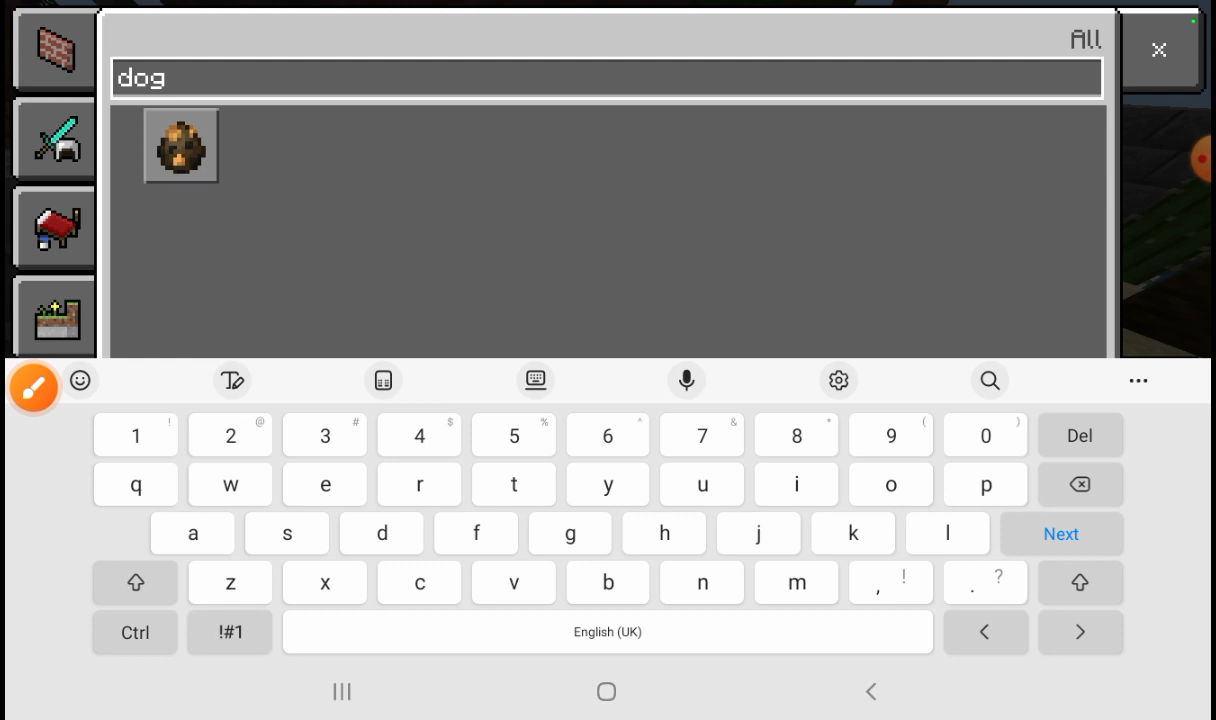 All
dog
1 ! 2 @ 3 # 4 $ 5 % 6 ^ 7 & 8 * 9 ( 0 ) Del
q w e r t y u i o p
a s d f g h j k l Next
z x c v b n m , ! . ?
Ctrl !#1 English (UK) < >